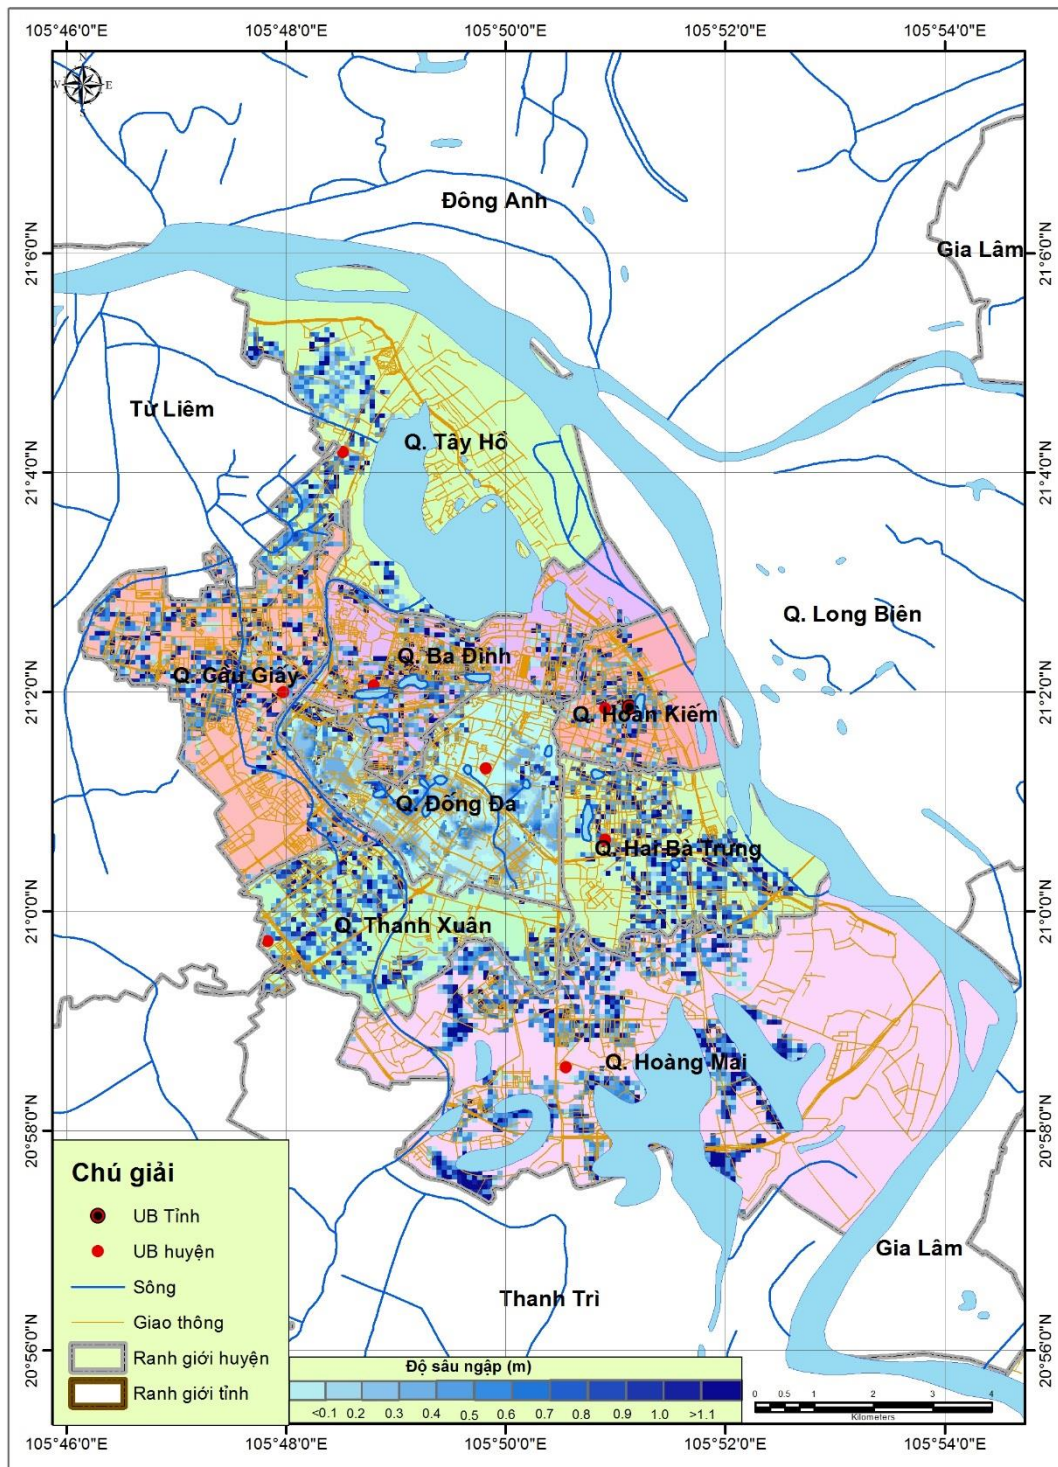 105°46'0"E 105°48'0"E 105°50'0"E 105°52'0"E 105°54'0"E
N
W E
S
Đông Anh
21°6'0"N Gia Lâm 21°6'0"N
Từ Liêm
Q. Tây Hồ
21°4'0"N 21°4'0"N
Q. Long Biên
Q. Ba Đình
Q. Cầu Giấy
21°2'0"N 21°2'0"N
Q. Hoàn Kiếm
Q. Đống Đa
Q. Hai Bà Trưng
21°0'0"N 21°0'0"N
Q. Thanh Xuân
Q. Hoàng Mai
20°58'0"N 20°58'0"N
Chú giải
UB Tỉnh
UB huyện
Sông
Giao thông
Ranh giới huyện
Ranh giới tỉnh
Gia Lâm
Thanh Trì
20°56'0"N 20°56'0"N
Độ sâu ngập (m)
<0.1 0.2 0.3 0.4 0.5 0.6 0.7 0.8 0.9 1.0 >1.1
0 0.5 1 2 3 4
Kilometers
105°46'0"E 105°48'0"E 105°50'0"E 105°52'0"E 105°54'0"E